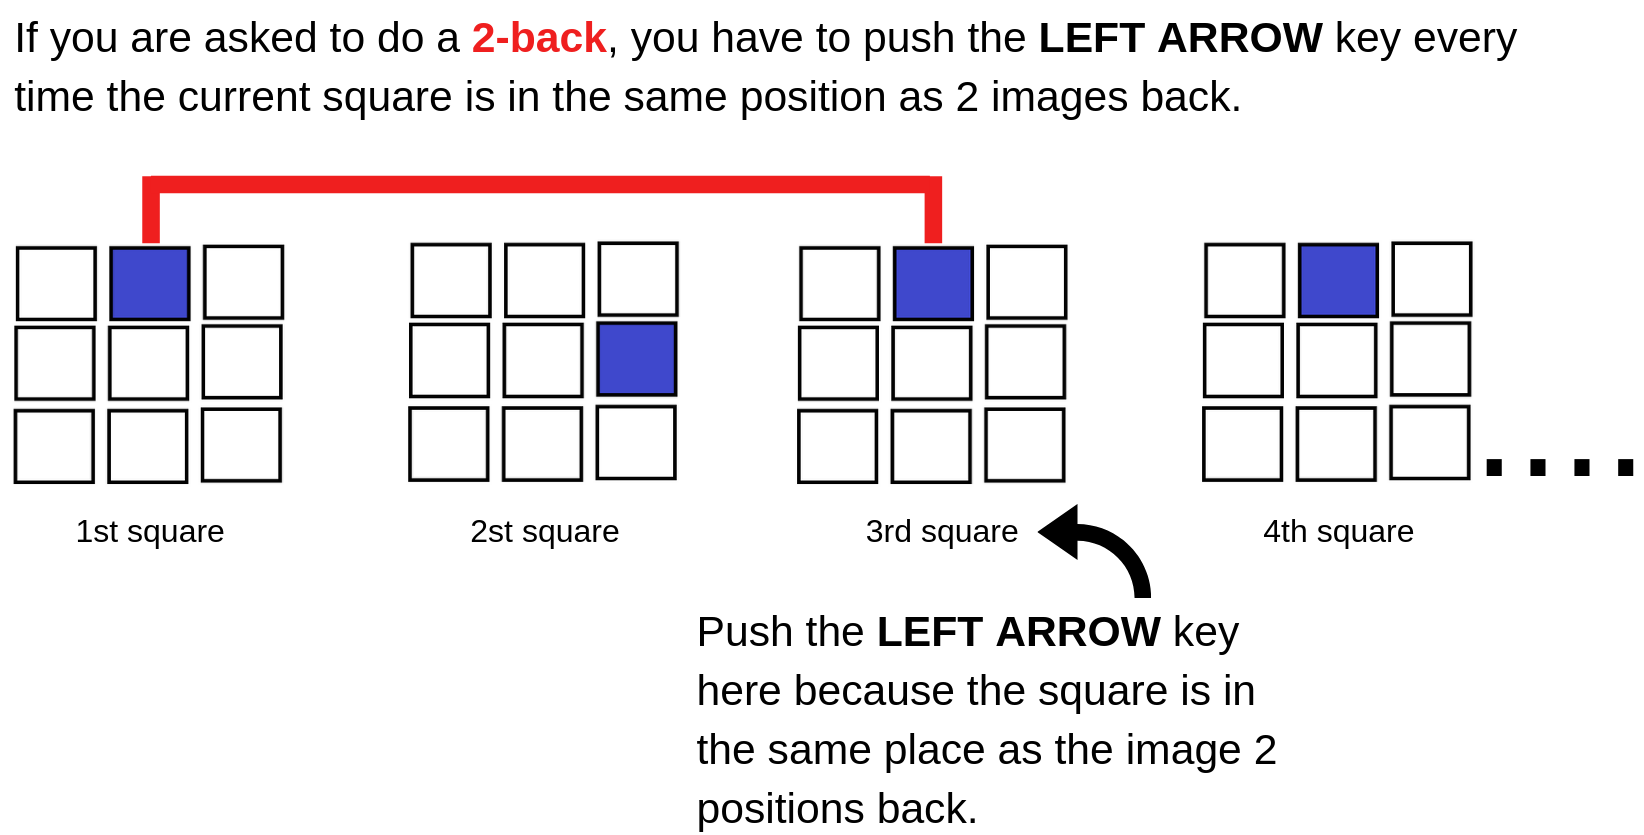 If you are asked to do a 2-back, you have to push the LEFT ARROW key every
time the current square is in the same position as 2 images back.
1st square
2st square
3rd square
4th square
Push the LEFT ARROW key
here because the square is in
the same place as the image 2
positions back.